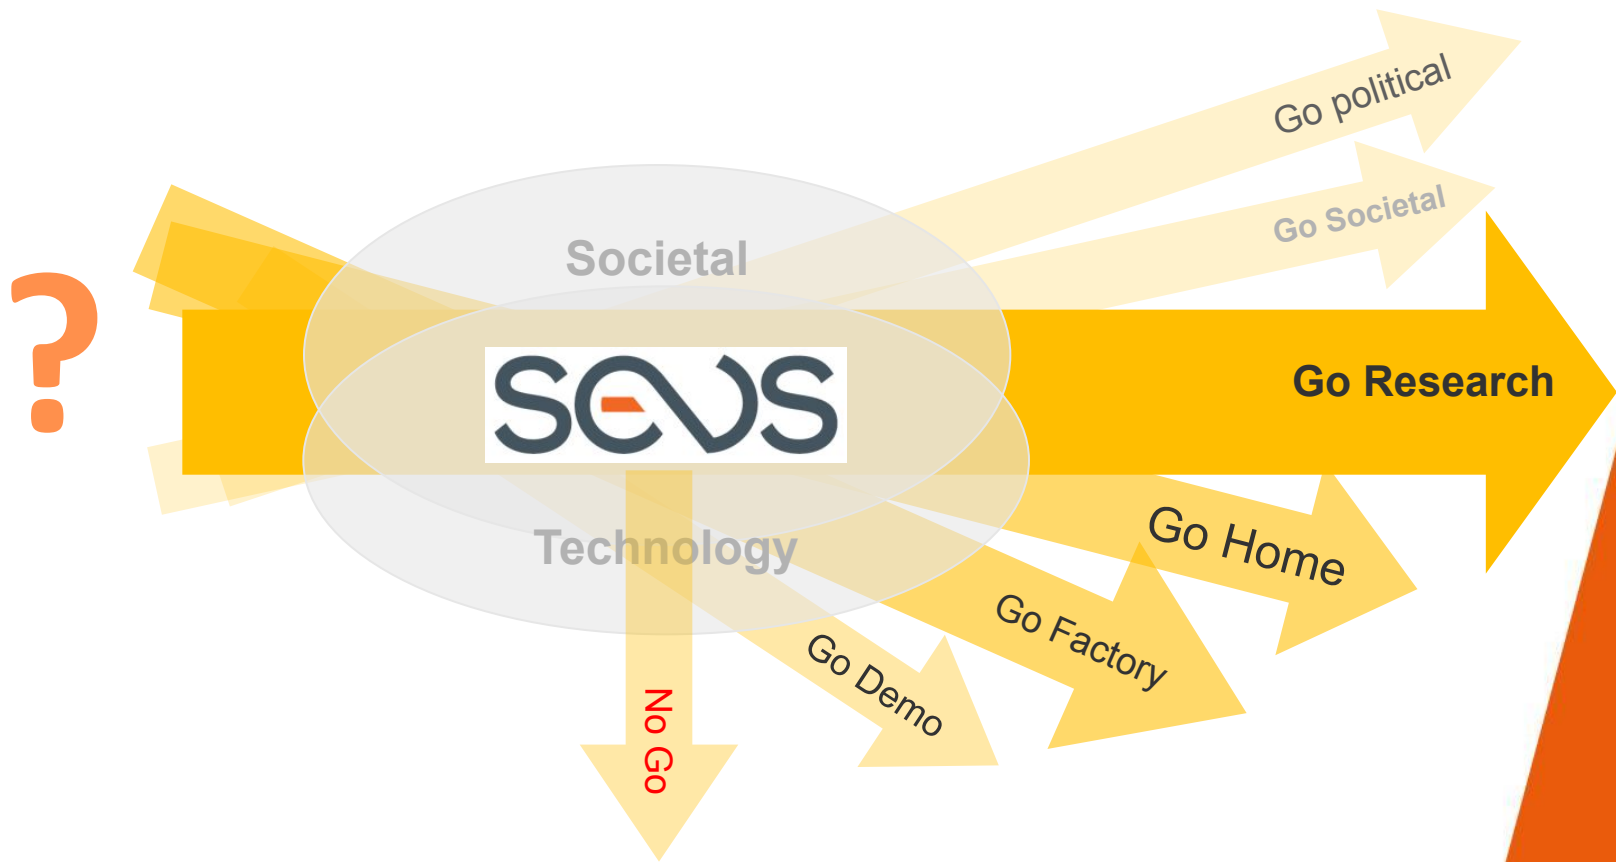 Go political
Go Societal
Societal
?
Go Research
SEVS
Go Home
Technology
Go Factory
Go Demo
No Go